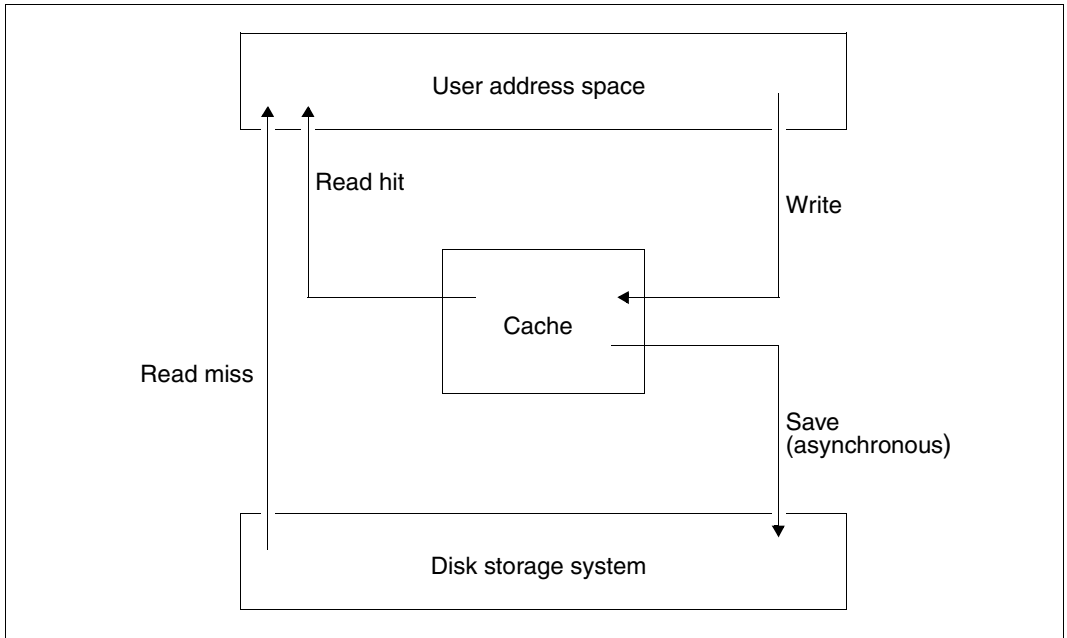 User address space
Read hit
Write
Cache
Read miss
Save
(asynchronous)
Disk storage system